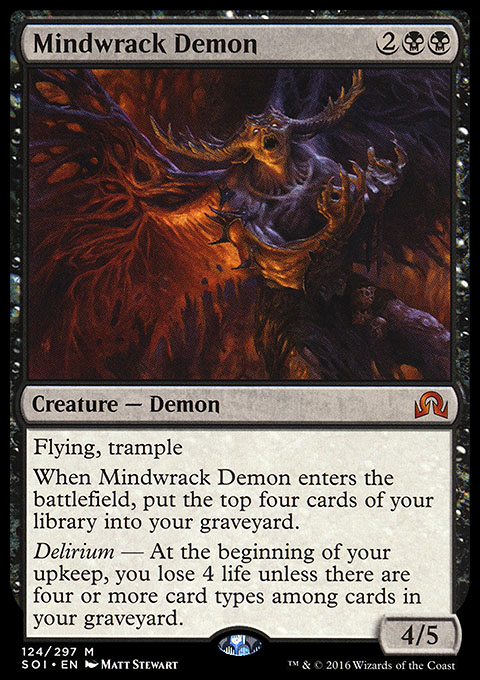 Mindwrack Demon 2
Creature — Demon
Flying, trample
When Mindwrack Demon enters the
battlefield, put the top four cards of your
library into your graveyard.
Delirium — At the beginning of your
upkeep, you lose 4 life unless there are
four or more card types among cards in
your graveyard.
4/5
124/297 M
SOI • EN Matt Stewart
™ & © 2016 Wizards of the Coast